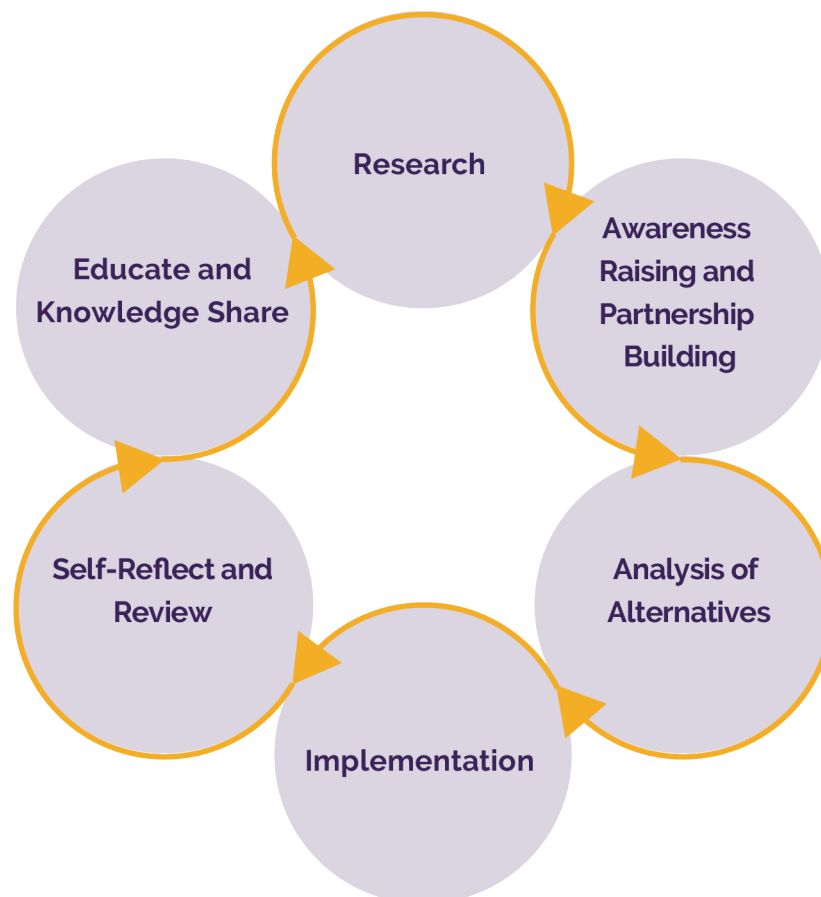 Research
Awareness
Raising and
Partnership
Building
Analysis of
Alternatives
Implementation
Self-Reflect and
Review
Educate and
Knowledge Share